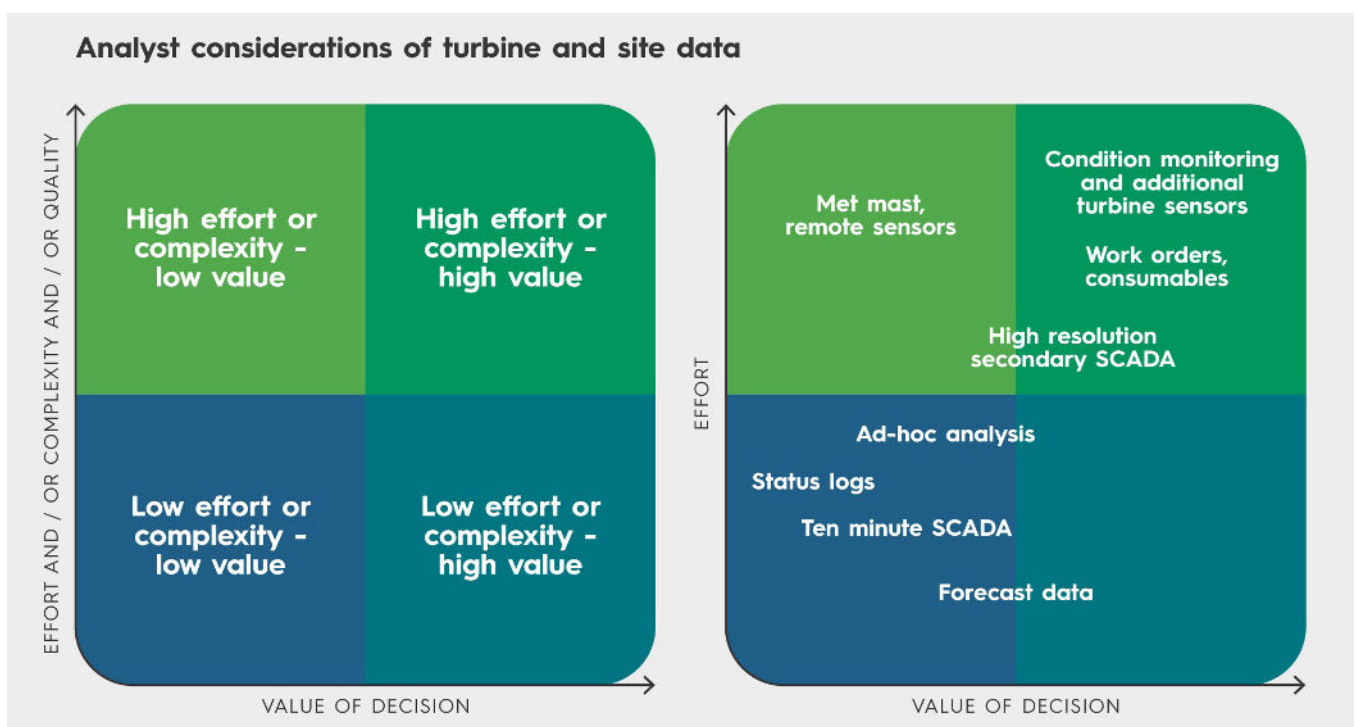 Analyst considerations of turbine and site data
EFFORT AND / OR COMPLEXITY AND / OR QUALITY
High effort or
complexity -
low value
High effort or
complexity -
high value
Low effort or
complexity -
low value
Low effort or
complexity -
high value
VALUE OF DECISION
EFFORT
Met mast,
remote sensors
Condition monitoring
and additional
turbine sensors
Work orders,
consumables
High resolution
secondary SCADA
Ad-hoc analysis
Status logs
Ten minute SCADA
Forecast data
VALUE OF DECISION